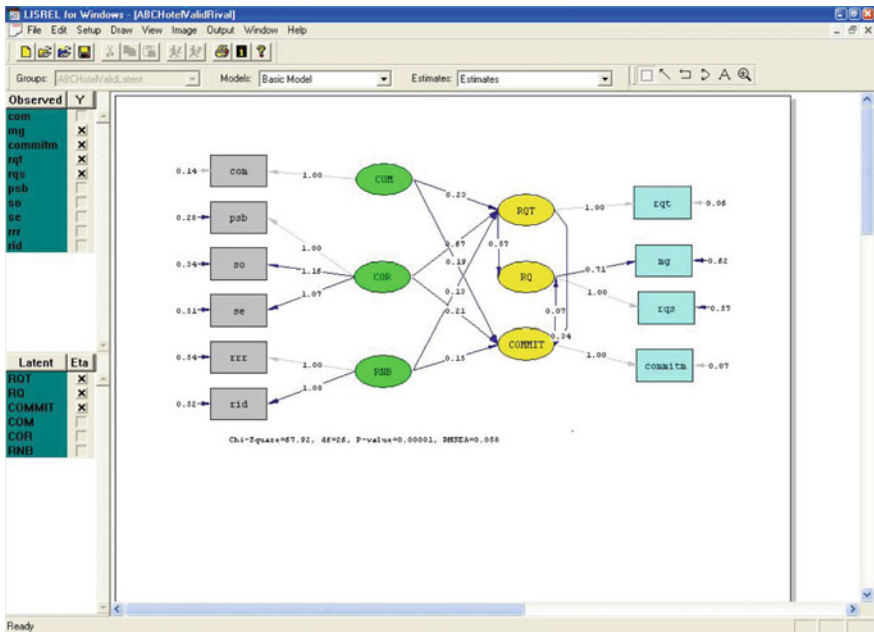 LISREL for Windows - [ABCHotelValidRival]
File Edit Setup Draw View Image Output Window Help
Groups: ABCHotelValidLatent Models: Basic Model Estimates: Estimates
Observed Y
com
mg
commitm
rqt
rqs
psb
so
se
rrr
rid
Latent Eta
RQT
RQ
COMMIT
COM
COR
RNB
0.14 com 1.00 COM 0.20 RQT 1.00 rqt 0.06
0.28 psb 1.00 0.67 0.57 0.71 mg 0.62
0.34 so 1.16 COR 0.19 RQ 1.00 rqs 0.57
0.51 se 1.07 0.21 0.07
0.54 rrr 1.00 RNB 0.15 COMMIT 0.34 1.00 commitm 0.07
0.52 rid 1.08
Chi-Square=67.92, df=26, P-value=0.00001, RMSEA=0.058
Ready